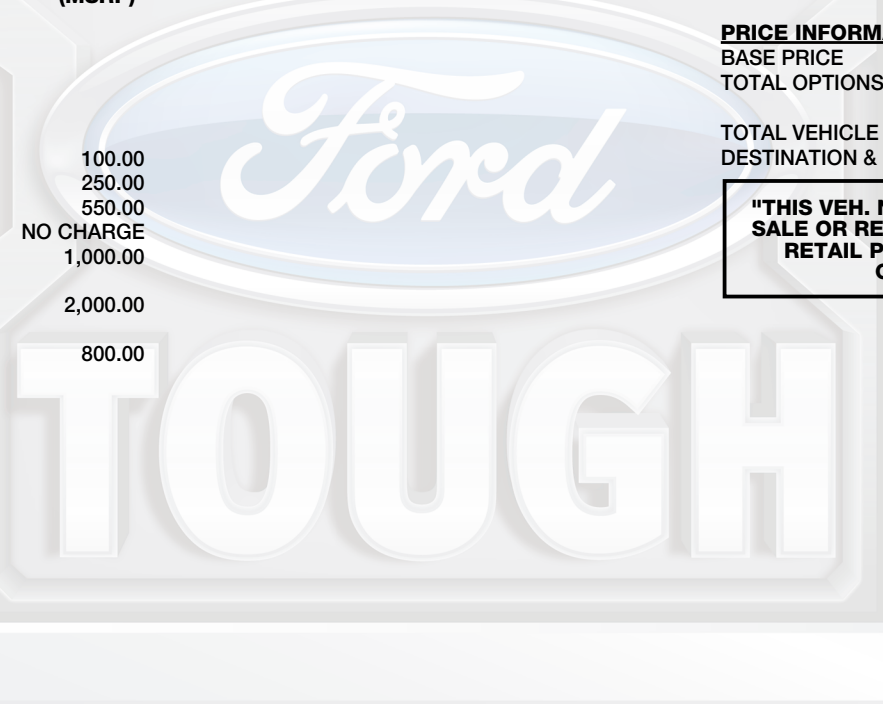 (MSRP)
100.00
250.00
550.00
NO CHARGE
1,000.00
2,000.00
800.00
PRICE INFORM
BASE PRICE
TOTAL OPTIONS
TOTAL VEHICLE
DESTINATION &
"THIS VEH.
SALE OR RE
RETAIL P
Ford
TOUGH